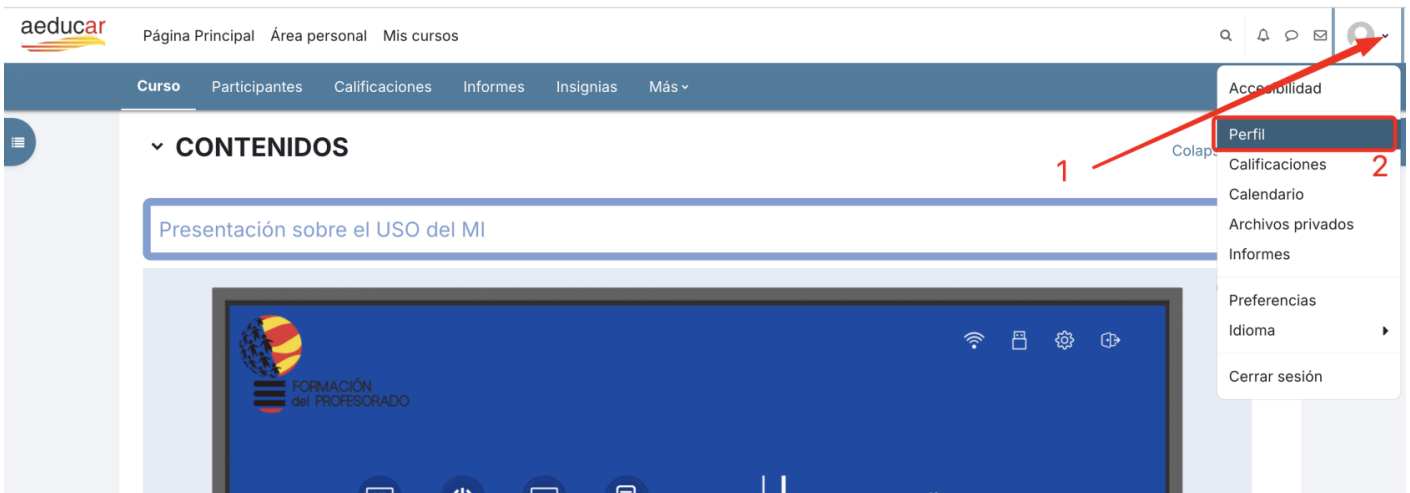 aeducar
Página Principal Área personal Mis cursos
Curso Participantes Calificaciones Informes Insignias Más
Accesibilidad
CONTENIDOS
Colaps
Perfil
1
2
Calificaciones
Calendario
Archivos privados
Informes
Presentación sobre el USO del MI
Preferencias
Idioma
Cerrar sesión
FORMACIÓN
del PROFESORADO